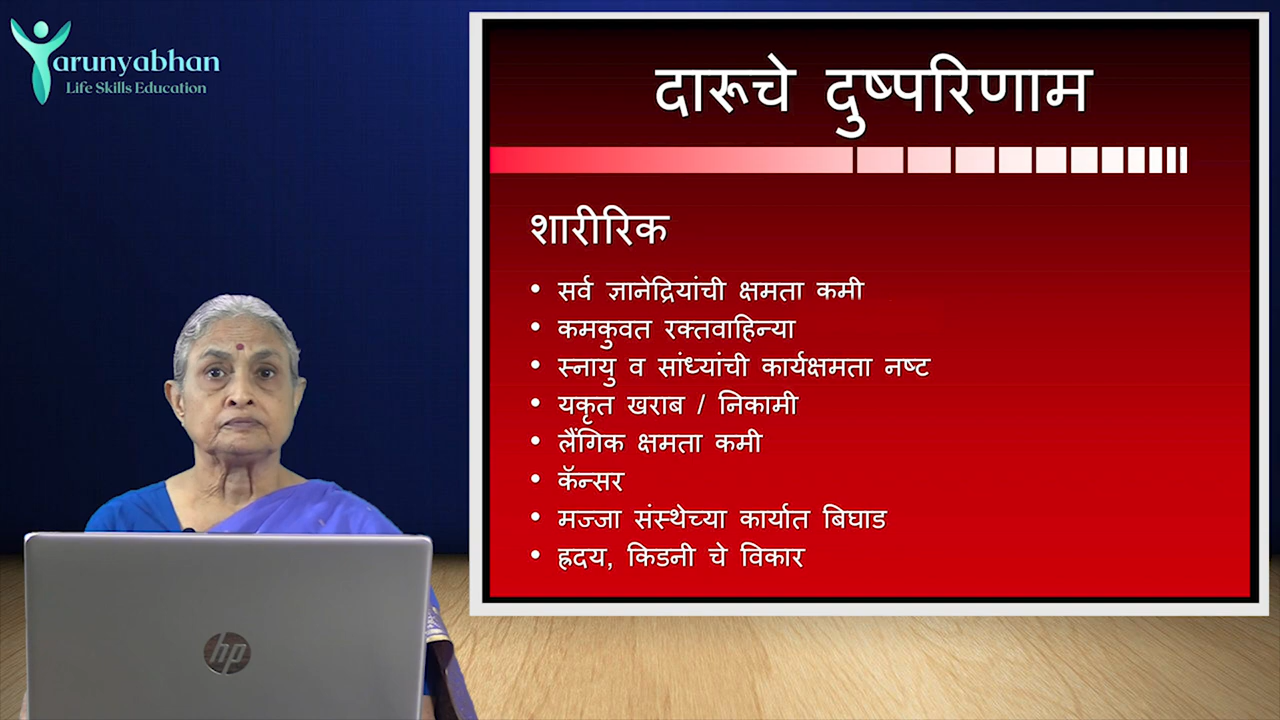 Tarunyabhan
Life Skills Education
दारूचे दुष्परिणाम
शारीरिक
• सर्व ज्ञानेद्रियांची क्षमता कमी
• कमकुवत रक्तवाहिन्या
• स्नायु व सांध्यांची कार्यक्षमता नष्ट
• यकृत खराब / निकामी
• लैंगिक क्षमता कमी
• कॅन्सर
• मज्जा संस्थेच्या कार्यात बिघाड
• ह्रदय, किडनी चे विकार
hp